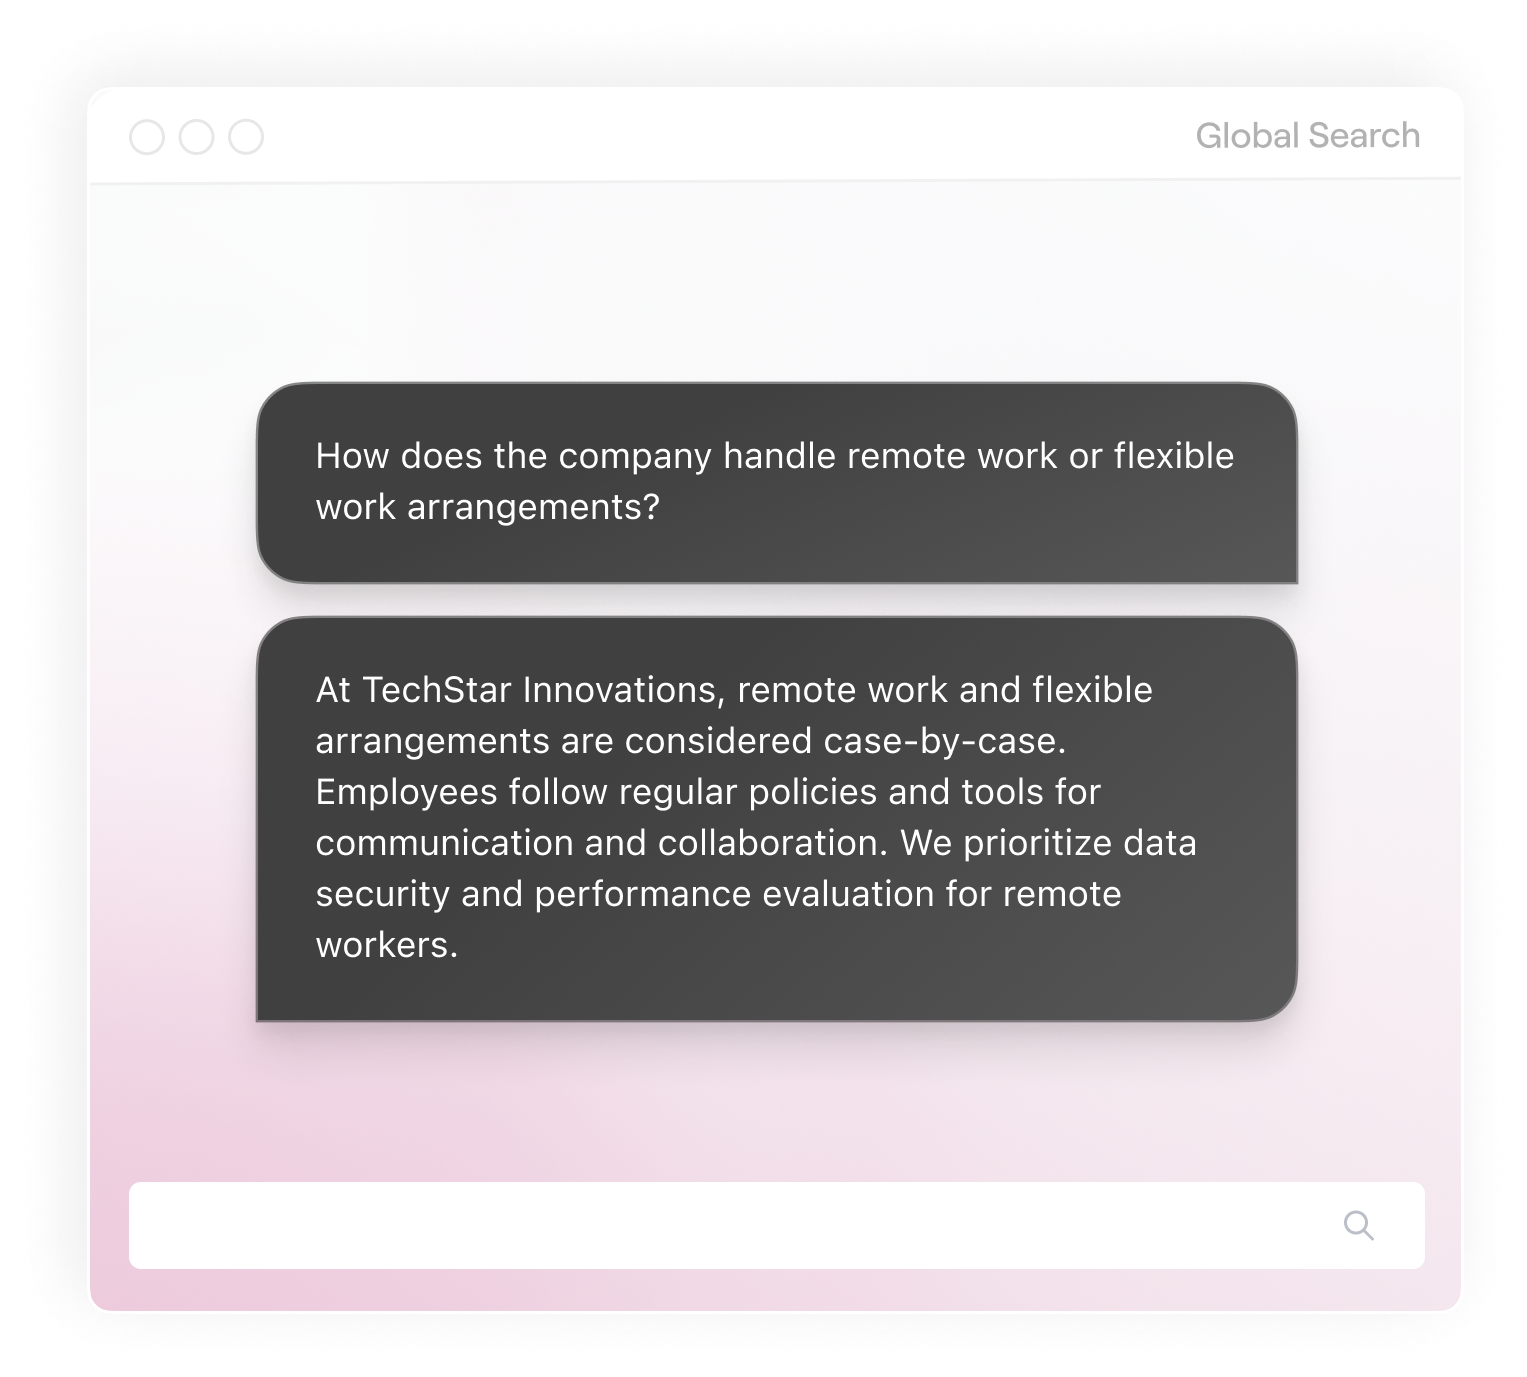 Global Search
How does the company handle remote work or flexible
work arrangements?
At TechStar Innovations, remote work and flexible
arrangements are considered case-by-case.
Employees follow regular policies and tools for
communication and collaboration. We prioritize data
security and performance evaluation for remote
workers.